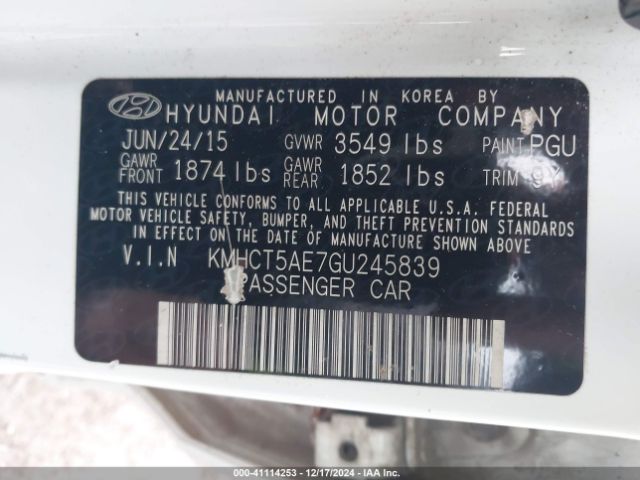 MANUFACTURED IN KOREA BY
HYUNDAI MOTOR COMPANY
JUN/24/15 GVWR 3549 lbs PAINT PGU
GAWR FRONT 1874 lbs GAWR REAR 1852 lbs TRIM 9Y
THIS VEHICLE CONFORMS TO ALL APPLICABLE U.S.A. FEDERAL
MOTOR VEHICLE SAFETY, BUMPER, AND THEFT PREVENTION STANDARDS
IN EFFECT ON THE DATE OF MANUFACTURE SHOWN ABOVE
V.I.N KMHCT5AE7GU245839
PASSENGER CAR
000-41114253 - 12/17/2024 - IAA Inc.